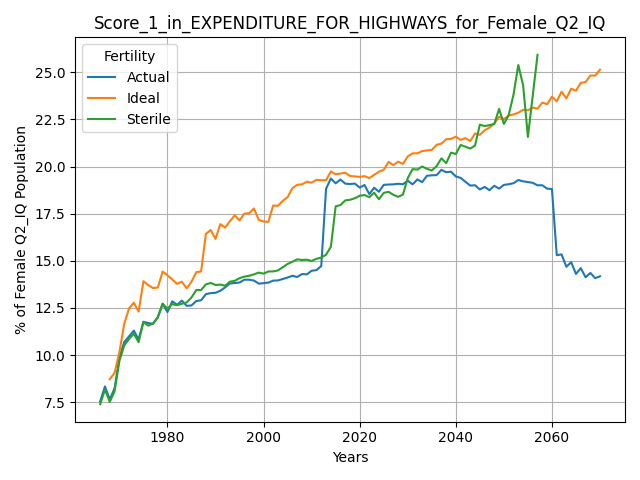 Score_1_in_EXPENDITURE_FOR_HIGHWAYS_for_Female_Q2_IQ
Fertility
Actual
Ideal
Sterile
% of Female Q2_IQ Population
25.0
22.5
20.0
17.5
15.0
12.5
10.0
7.5
1980 2000 2020 2040 2060
Years